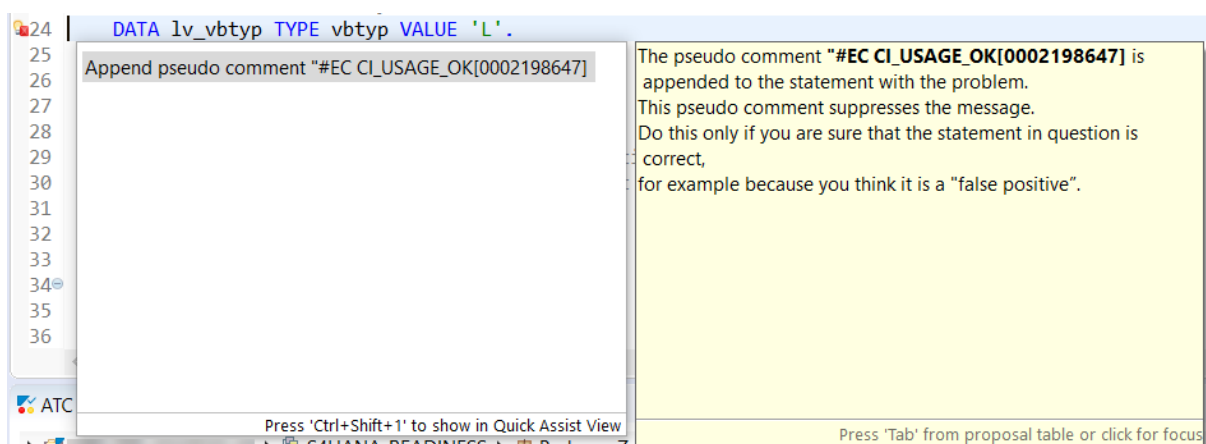 24 DATA lv_vbtyp TYPE vbtyp VALUE 'L'.
25
26
27
28
29
30
31
32
33
34
35
36
Append pseudo comment "#EC CI_USAGE_OK[0002198647]
Press 'Ctrl+Shift+1' to show in Quick Assist View
The pseudo comment "#EC CI_USAGE_OK[0002198647] is
appended to the statement with the problem.
This pseudo comment suppresses the message.
Do this only if you are sure that the statement in question is
correct,
for example because you think it is a "false positive".
Press 'Tab' from proposal table or click for focus
ATC